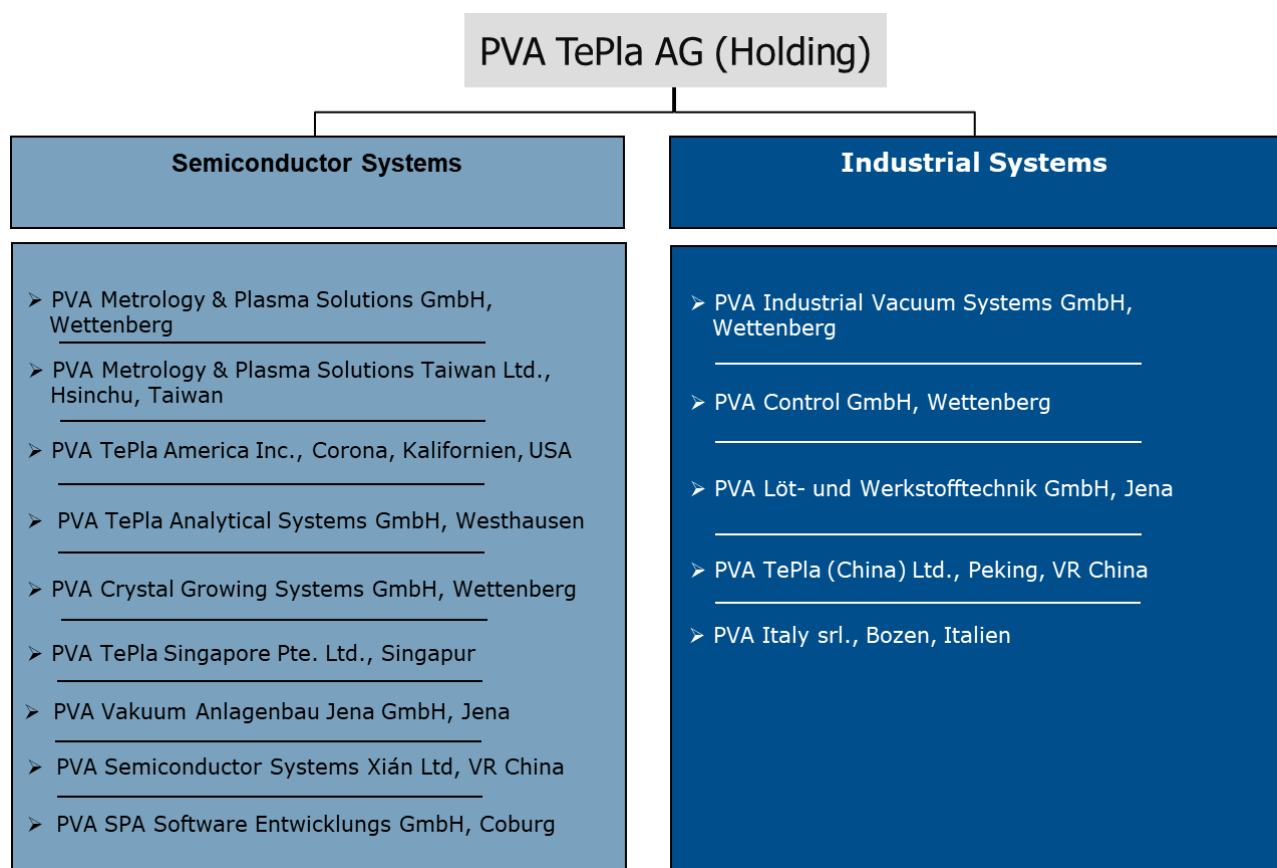 PVA TePla AG (Holding)
Semiconductor Systems
➢ PVA Metrology & Plasma Solutions GmbH,
Wettenberg
➢ PVA Metrology & Plasma Solutions Taiwan Ltd.,
Hsinchu, Taiwan
➢ PVA TePla America Inc., Corona, Kalifornien, USA
➢ PVA TePla Analytical Systems GmbH, Westhausen
➢ PVA Crystal Growing Systems GmbH, Wettenberg
➢ PVA TePla Singapore Pte. Ltd., Singapur
➢ PVA Vakuum Anlagenbau Jena GmbH, Jena
➢ PVA Semiconductor Systems Xián Ltd, VR China
➢ PVA SPA Software Entwicklungs GmbH, Coburg
Industrial Systems
➢ PVA Industrial Vacuum Systems GmbH,
Wettenberg
➢ PVA Control GmbH, Wettenberg
➢ PVA Löt- und Werkstofftechnik GmbH, Jena
➢ PVA TePla (China) Ltd., Peking, VR China
➢ PVA Italy srl., Bozen, Italien